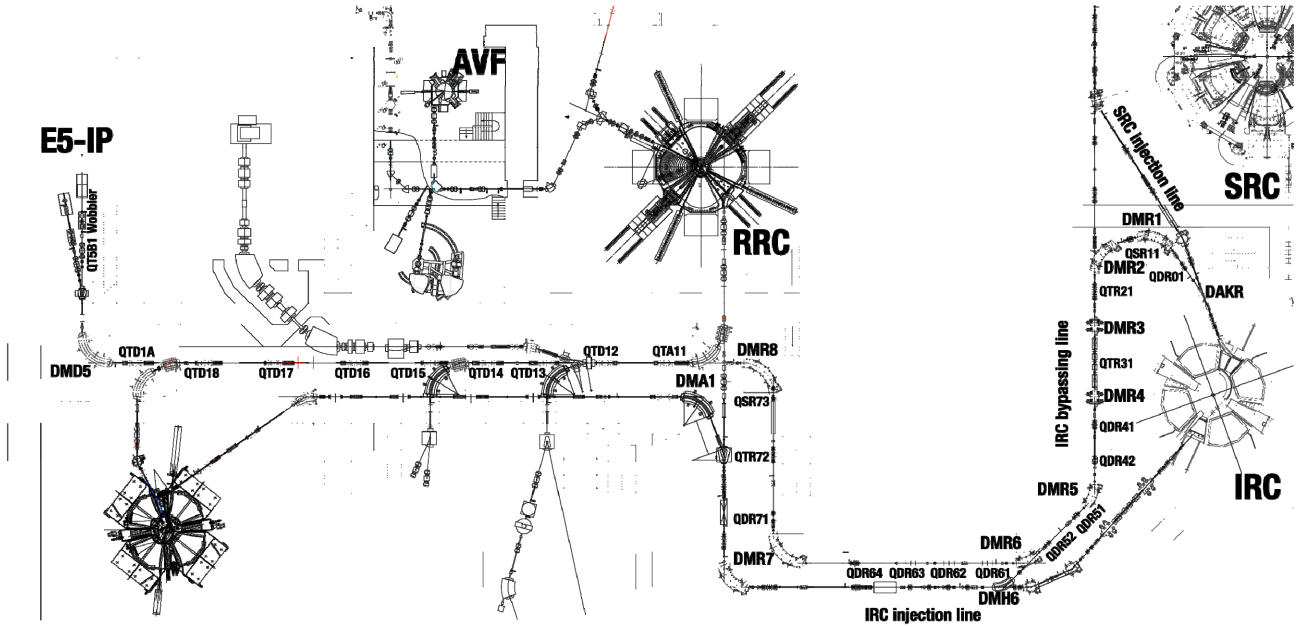 AVF
E5-IP
QT5B1 Wobbler
RRC
SRC injection line
SRC
DMR1
QSR11
DMR2
QDR01
QTR21
DAKR
IRC bypassing line
DMR3
QTR31
DMR4
QDR41
QDR42
DMR5
IRC
QDR51
QDR52
QTD1A
DMD5
QTD18
QTD17
QTD16
QTD15
QTD14
QTD13
QTD12
QTA11
DMR8
DMA1
QSR73
QTR72
QDR71
DMR7
DMR6
QDR64
QDR63
QDR62
QDR61
DMH6
IRC injection line